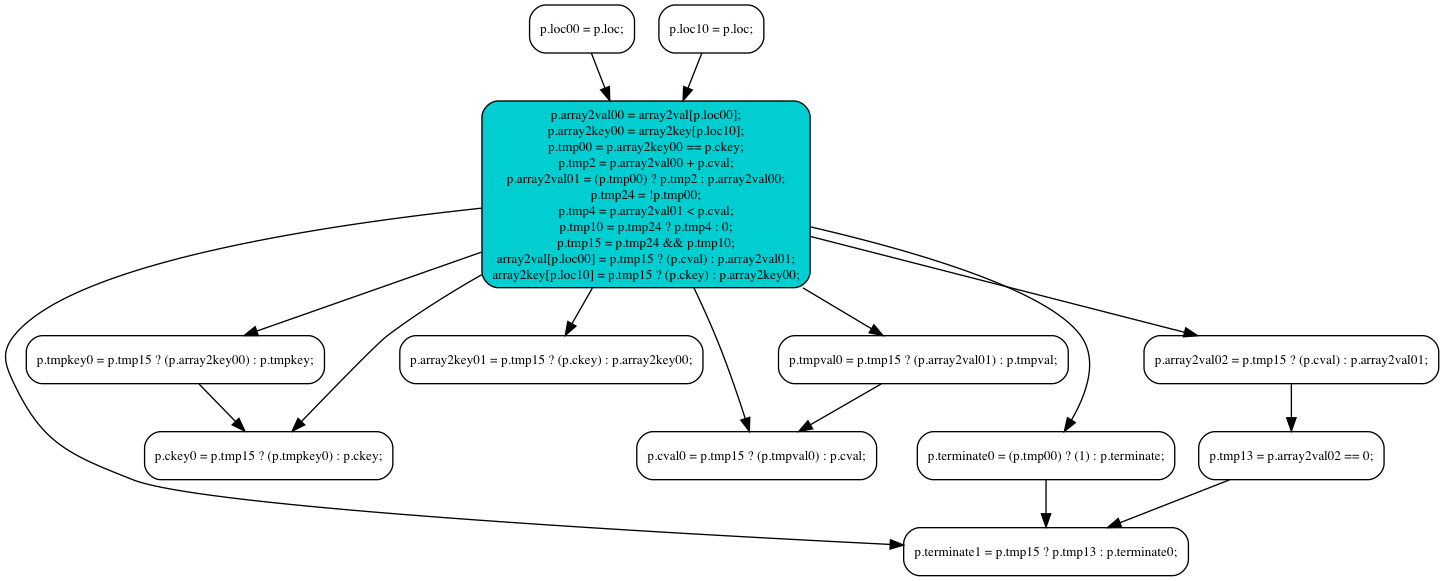 p.loc00 = p.loc;
p.loc10 = p.loc;
p.array2val00 = array2val[p.loc00];
p.array2key00 = array2key[p.loc10];
p.tmp00 = p.array2key00 == p.ckey;
p.tmp2 = p.array2val00 + p.cval;
p.array2val01 = (p.tmp00) ? p.tmp2 : p.array2val00;
p.tmp24 = !p.tmp00;
p.tmp4 = p.array2val01 < p.cval;
p.tmp10 = p.tmp24 ? p.tmp4 : 0;
p.tmp15 = p.tmp24 && p.tmp10;
array2val[p.loc00] = p.tmp15 ? (p.cval) : p.array2val01;
array2key[p.loc10] = p.tmp15 ? (p.ckey) : p.array2key00;
p.tmpkey0 = p.tmp15 ? (p.array2key00) : p.tmpkey;
p.array2key01 = p.tmp15 ? (p.ckey) : p.array2key00;
p.tmpval0 = p.tmp15 ? (p.array2val01) : p.tmpval;
p.array2val02 = p.tmp15 ? (p.cval) : p.array2val01;
p.ckey0 = p.tmp15 ? (p.tmpkey0) : p.ckey;
p.cval0 = p.tmp15 ? (p.tmpval0) : p.cval;
p.terminate0 = (p.tmp00) ? (1) : p.terminate;
p.tmp13 = p.array2val02 == 0;
p.terminate1 = p.tmp15 ? p.tmp13 : p.terminate0;